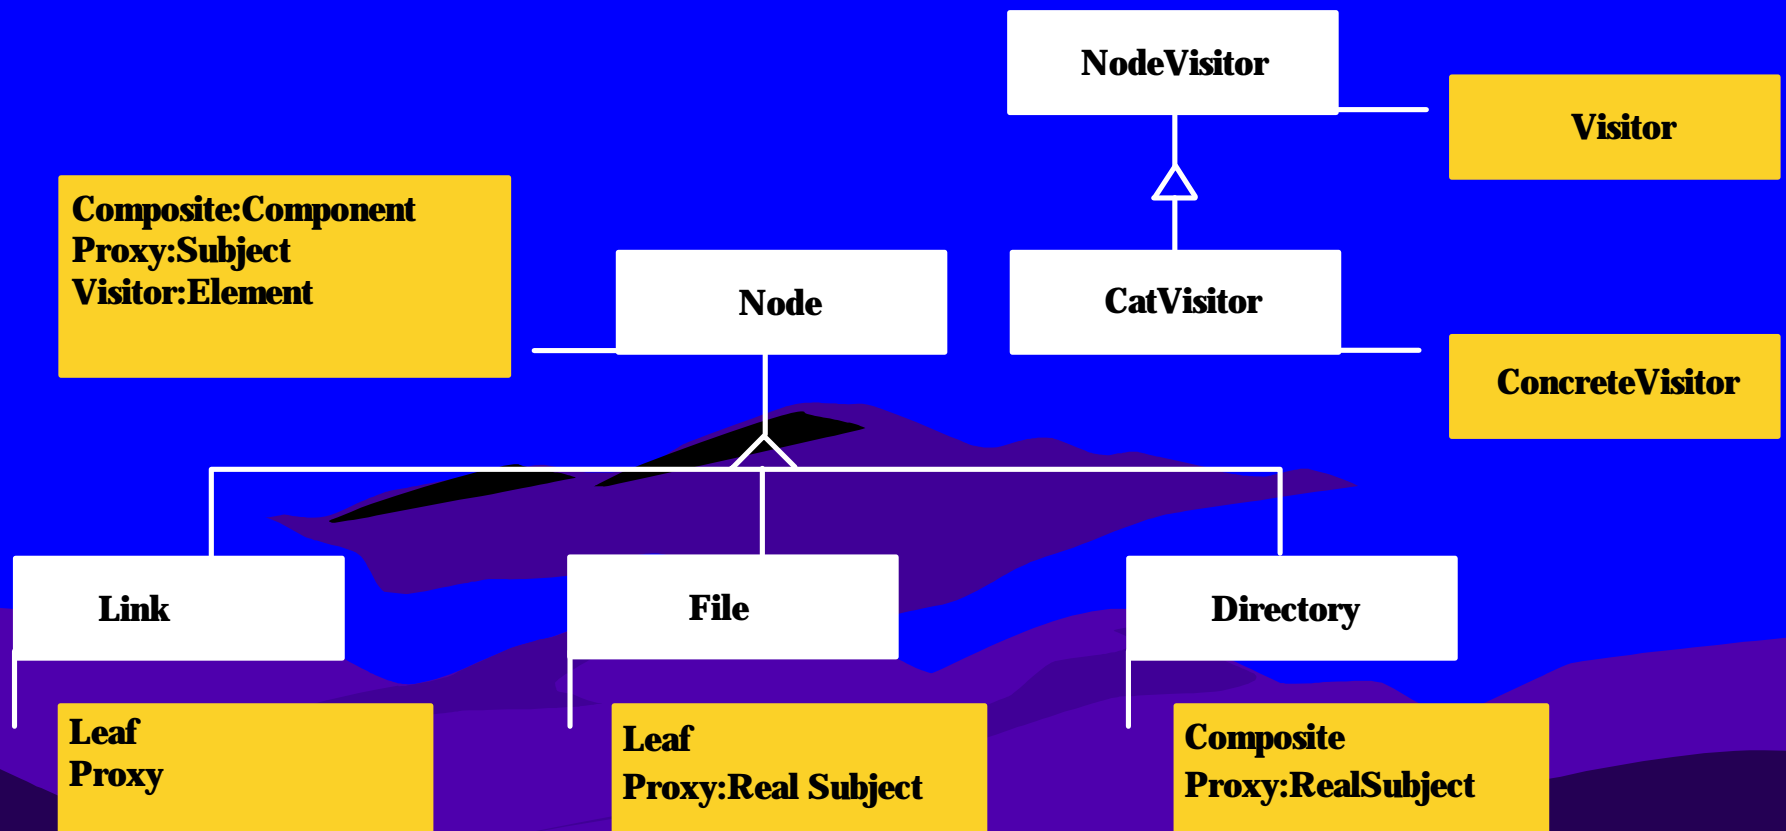 NodeVisitor
Visitor
Composite:Component
Proxy:Subject
Visitor:Element
Node
CatVisitor
ConcreteVisitor
Link
File
Directory
Leaf
Proxy
Leaf
Proxy:Real Subject
Composite
Proxy:RealSubject